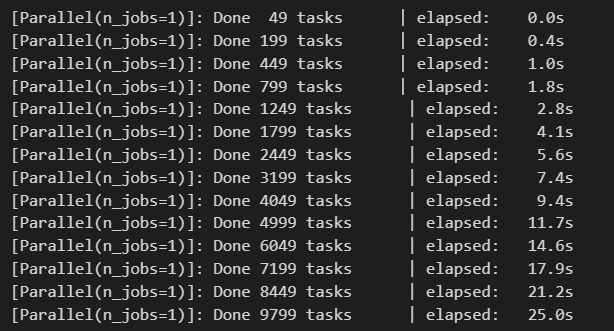 [Parallel(n_jobs=1)]: Done  49 tasks      | elapsed:    0.0s
[Parallel(n_jobs=1)]: Done 199 tasks      | elapsed:    0.4s
[Parallel(n_jobs=1)]: Done 449 tasks      | elapsed:    1.0s
[Parallel(n_jobs=1)]: Done 799 tasks      | elapsed:    1.8s
[Parallel(n_jobs=1)]: Done 1249 tasks      | elapsed:    2.8s
[Parallel(n_jobs=1)]: Done 1799 tasks      | elapsed:    4.1s
[Parallel(n_jobs=1)]: Done 2449 tasks      | elapsed:    5.6s
[Parallel(n_jobs=1)]: Done 3199 tasks      | elapsed:    7.4s
[Parallel(n_jobs=1)]: Done 4049 tasks      | elapsed:    9.4s
[Parallel(n_jobs=1)]: Done 4999 tasks      | elapsed:   11.7s
[Parallel(n_jobs=1)]: Done 6049 tasks      | elapsed:   14.6s
[Parallel(n_jobs=1)]: Done 7199 tasks      | elapsed:   17.9s
[Parallel(n_jobs=1)]: Done 8449 tasks      | elapsed:   21.2s
[Parallel(n_jobs=1)]: Done 9799 tasks      | elapsed:   25.0s